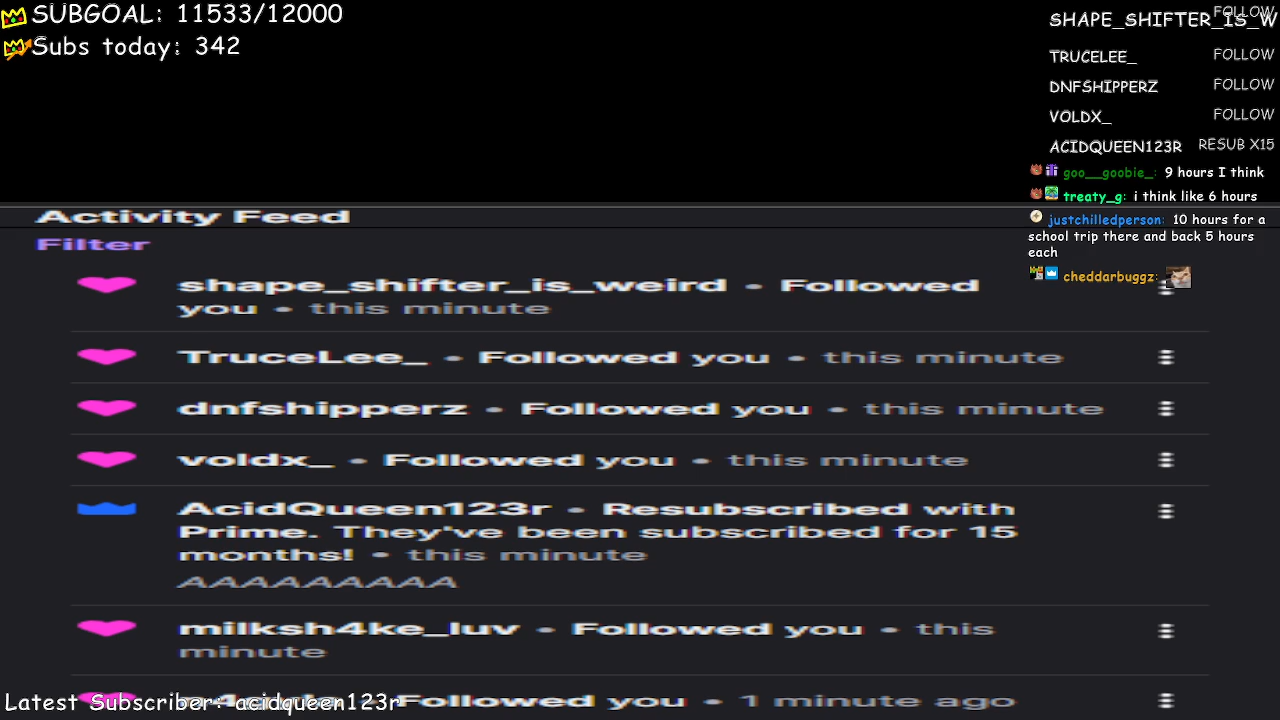 SUBGOAL: 11533/12000
Subs today: 342
FOLLOW
SHAPE_SHIFTER_IS_W
TRUCELEE_ FOLLOW
DNFSHIPPERZ FOLLOW
VOLDX_ FOLLOW
ACIDQUEEN123R RESUB X15
goo__goobie_: 9 hours I think
treaty_g: i think like 6 hours
justchilledperson: 10 hours for a
school trip there and back 5 hours
each
cheddarbuggz:
Activity Feed
Filter
shape_shifter_is_weird • Followed
you • this minute
TruceLee_ • Followed you • this minute
dnfshipperz • Followed you • this minute
voldx_ • Followed you • this minute
AcidQueen123r • Resubscribed with
Prime. They've been subscribed for 15
months! • this minute
AAAAAAAAAA
milksh4ke_luv • Followed you • this
minute
Followed you • 1 minute ago
Latest Subscriber: acidqueen123r